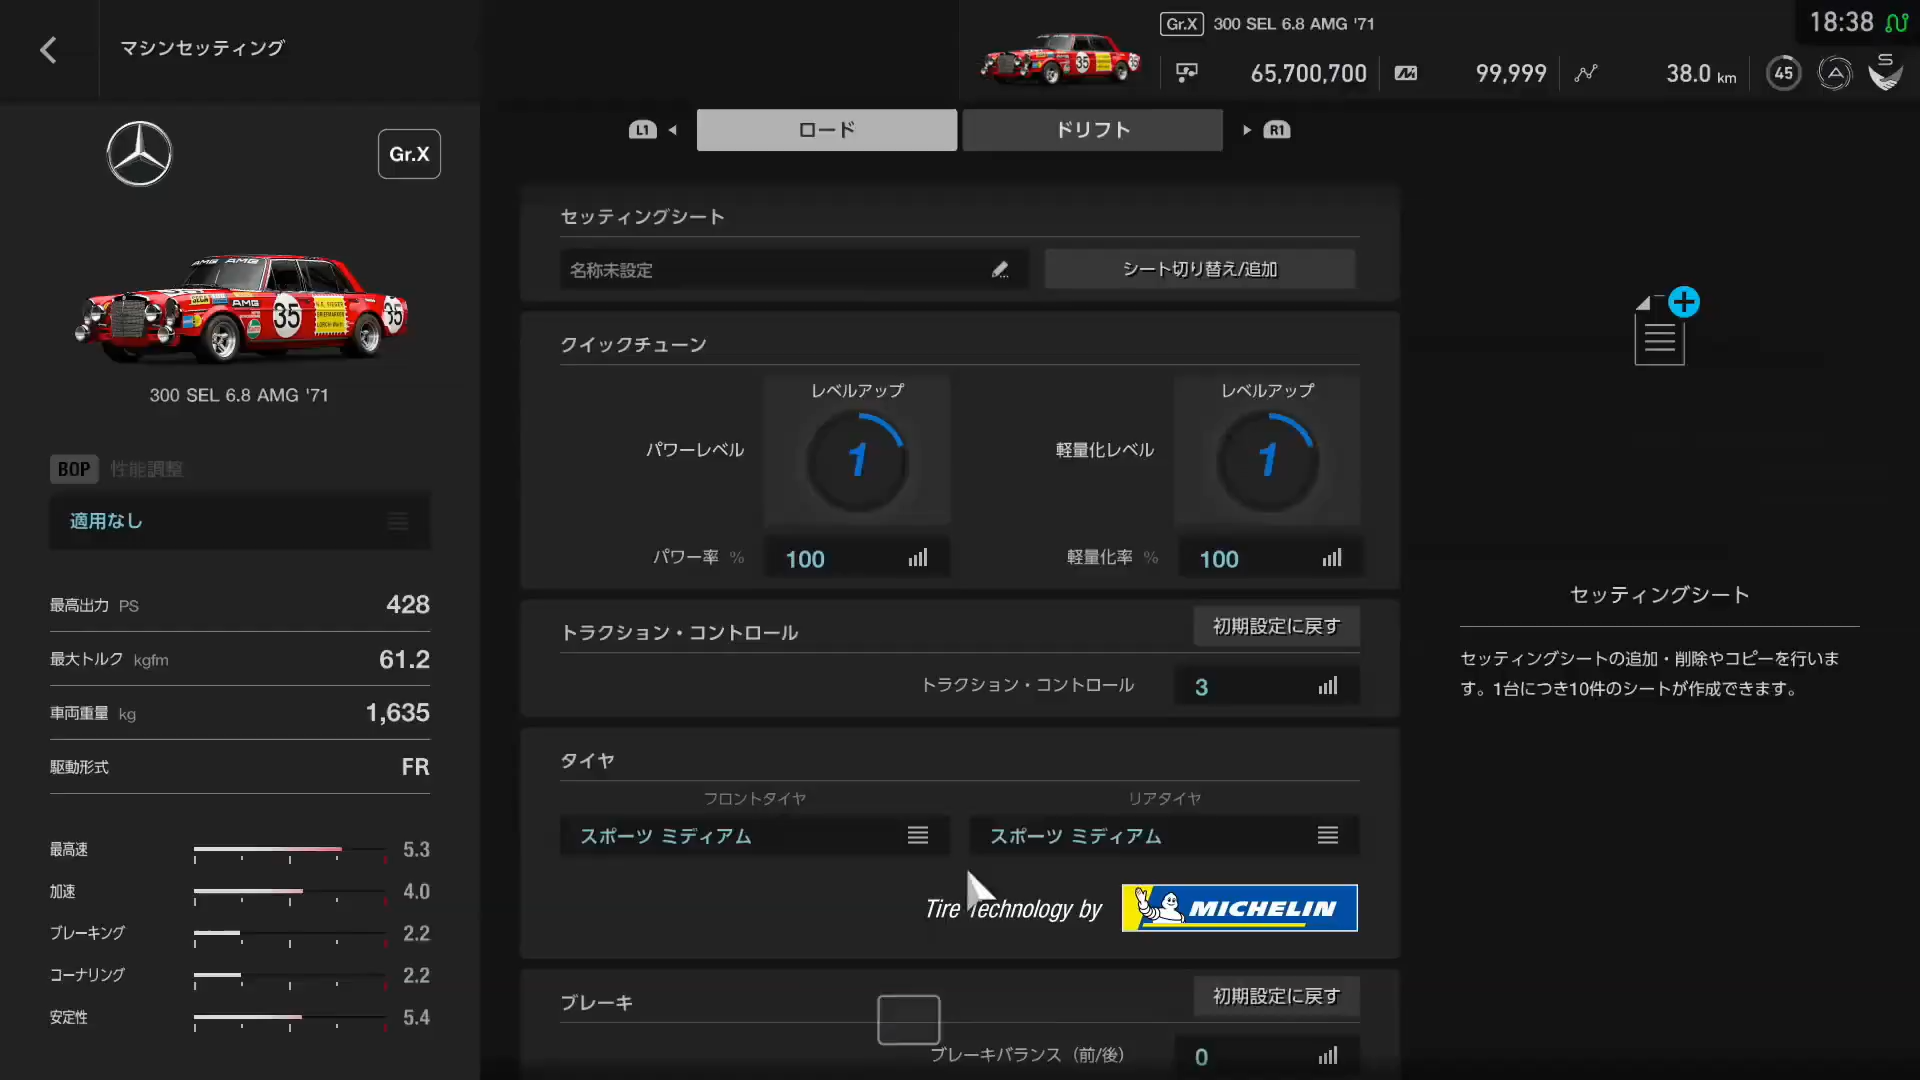 マシンセッティング
Gr.X 300 SEL 6.8 AMG '71
18:38
65,700,700
99,999
38.0 km
45
S
L1
ロード
ドリフト
R1
Gr.X
AMG AMG
AMG
35
35
300 SEL 6.8 AMG '71
BOP 性能調整
適用なし
最高出力 PS 428
最大トルク kgfm 61.2
車両重量 kg 1,635
駆動形式 FR
最高速 5.3
加速 4.0
ブレーキング 2.2
コーナリング 2.2
安定性 5.4
セッティングシート
名称未設定
シート切り替え/追加
クイックチューン
レベルアップ
レベルアップ
パワーレベル 1
軽量化レベル 1
パワー率 % 100
軽量化率 % 100
トラクション・コントロール
初期設定に戻す
トラクション・コントロール 3
タイヤ
フロントタイヤ
リアタイヤ
スポーツ ミディアム
スポーツ ミディアム
Tire Technology by MICHELIN
ブレーキ
初期設定に戻す
ブレーキバランス（前/後） 0
セッティングシート
セッティングシートの追加・削除やコピーを行いま
す。1台につき10件のシートが作成できます。